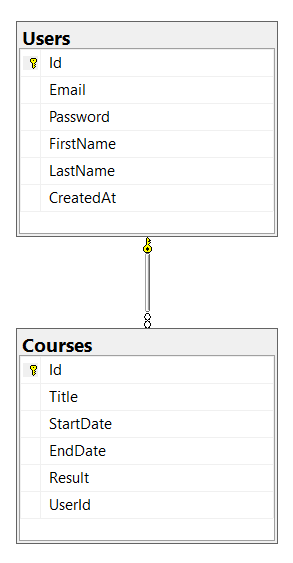 Users
Id
Email
Password
FirstName
LastName
CreatedAt
Courses
Id
Title
StartDate
EndDate
Result
UserId